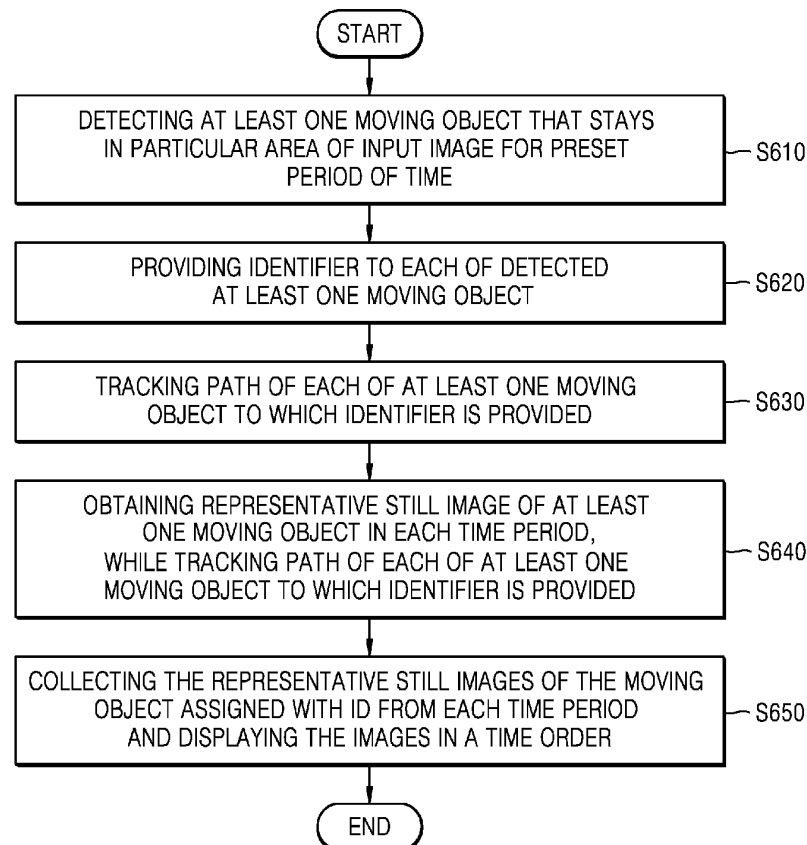 START
DETECTING AT LEAST ONE MOVING OBJECT THAT STAYS
IN PARTICULAR AREA OF INPUT IMAGE FOR PRESET
PERIOD OF TIME
S610
PROVIDING IDENTIFIER TO EACH OF DETECTED
AT LEAST ONE MOVING OBJECT
S620
TRACKING PATH OF EACH OF AT LEAST ONE MOVING
OBJECT TO WHICH IDENTIFIER IS PROVIDED
S630
OBTAINING REPRESENTATIVE STILL IMAGE OF AT LEAST
ONE MOVING OBJECT IN EACH TIME PERIOD,
WHILE TRACKING PATH OF EACH OF AT LEAST ONE
MOVING OBJECT TO WHICH IDENTIFIER IS PROVIDED
S640
COLLECTING THE REPRESENTATIVE STILL IMAGES OF THE MOVING
OBJECT ASSIGNED WITH ID FROM EACH TIME PERIOD
AND DISPLAYING THE IMAGES IN A TIME ORDER
S650
END